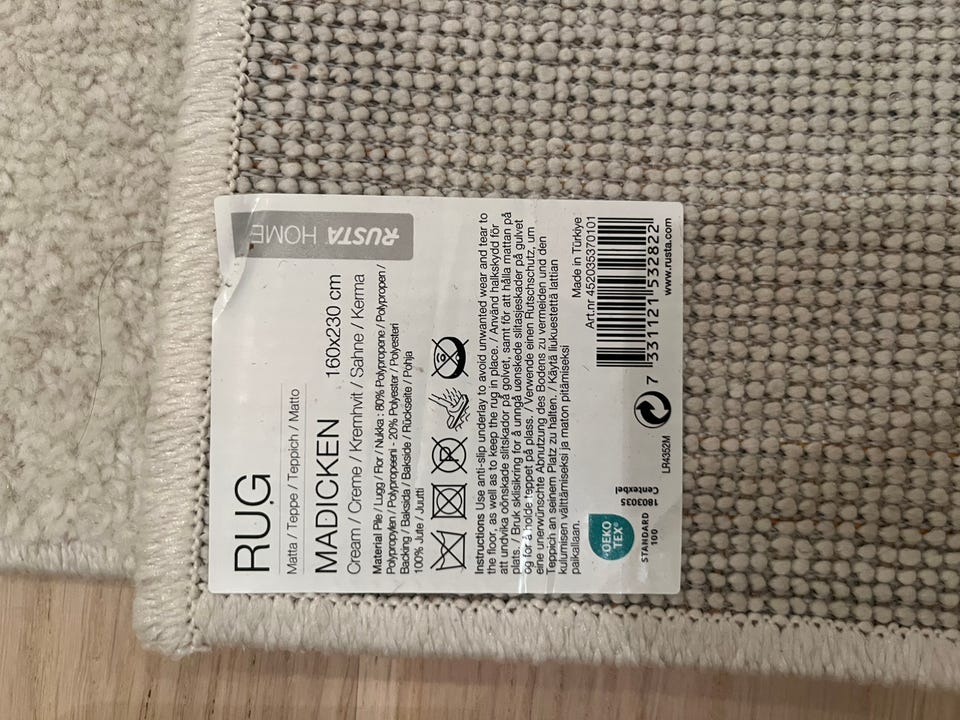 RUSTA HOME
RUG
Matta / Teppe / Teppich / Matto
MADICKEN 160x230 cm
Cream / Creme / Kremhvit / Sahne / Kerma
Material Pile / Lugg / Flor / Nukka : 80% Polypropene / Polypropen /
Polypropylen / Polypropeeni - 20% Polyester / Polyesteri
Backing / Baksida / Bakside / Rückseite / Pohja
100% Jute / Juutti
P
Instructions Use anti-slip underlay to avoid unwanted wear and tear to
the floor, as well as to keep the rug in place. / Använd halkskydd för
att undvika oönskade slitskador på golvet, samt för att hålla mattan på
plats. / Bruk sklisikring for å unngå uønskede slitasjeskader på gulvet
og for å holde teppet på plass. / Verwende einen Rutschschutz, um
eine unerwünschte Abnutzung des Bodens zu vermeiden und den
Teppich an seinem Platz zu halten. / Käytä liukuestettä lattian
kulumisen välttämiseksi ja maton pitämiseksi
paikallaan.
Made in Türkiye
Art.nr 452035370101
7 331121 532822
www.rusta.com
OEKO
TEX®
STANDARD
100
1803035
Centexbel
LR4352M